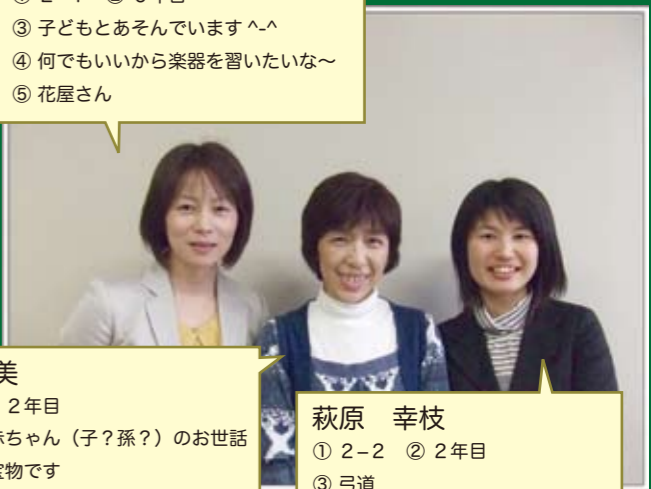 ③ 子どもとあそんでいます ^-^
④ 何でもいいから楽器を習いたいな〜
⑤ 花屋さん
美
2年目
ちゃん（子？孫？）のお世話
物です
萩原　幸枝
① 2−2　② 2年目
③ 弓道